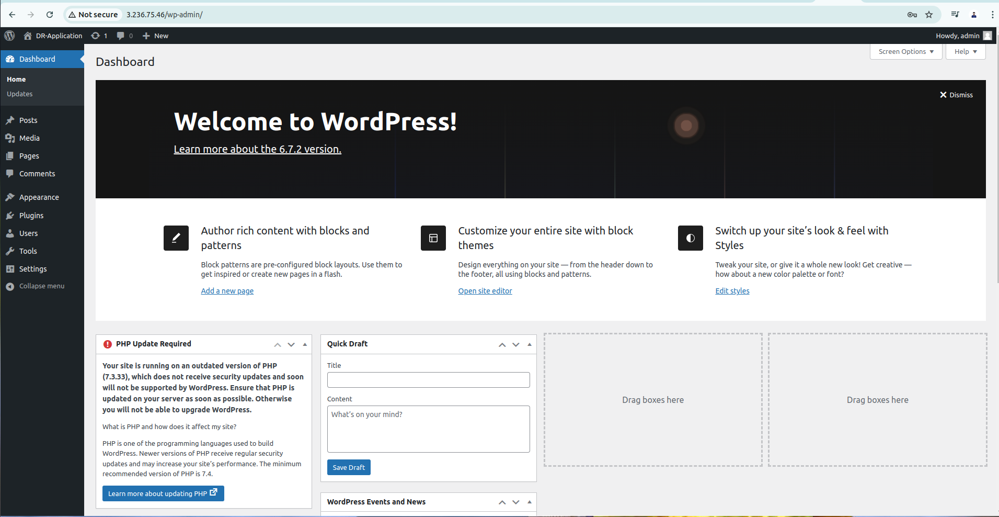 Not secure 3.236.75.46/wp-admin/
DR-Application 1 0 New Howdy, admin
Dashboard
Home
Updates
Posts
Media
Pages
Comments
Appearance
Plugins
Users
Tools
Settings
Collapse menu
Screen Options Help
Dashboard
Dismiss
Welcome to WordPress!
Learn more about the 6.7.2 version.
Author rich content with blocks and
patterns
Block patterns are pre-configured block layouts. Use them to
get inspired or create new pages in a flash.
Add a new page
Customize your entire site with block
themes
Design everything on your site — from the header down to
the footer, all using blocks and patterns.
Open site editor
Switch up your site’s look & feel with
Styles
Tweak your site, or give it a whole new look! Get creative —
how about a new color palette or font?
Edit styles
PHP Update Required
Your site is running on an outdated version of PHP
(7.3.33), which does not receive security updates and soon
will not be supported by WordPress. Ensure that PHP is
updated on your server as soon as possible. Otherwise
you will not be able to upgrade WordPress.
What is PHP and how does it affect my site?
PHP is one of the programming languages used to build
WordPress. Newer versions of PHP receive regular security
updates and may increase your site’s performance. The minimum
recommended version of PHP is 7.4.
Learn more about updating PHP
Quick Draft
Title
Content
What’s on your mind?
Save Draft
WordPress Events and News
Drag boxes here
Drag boxes here